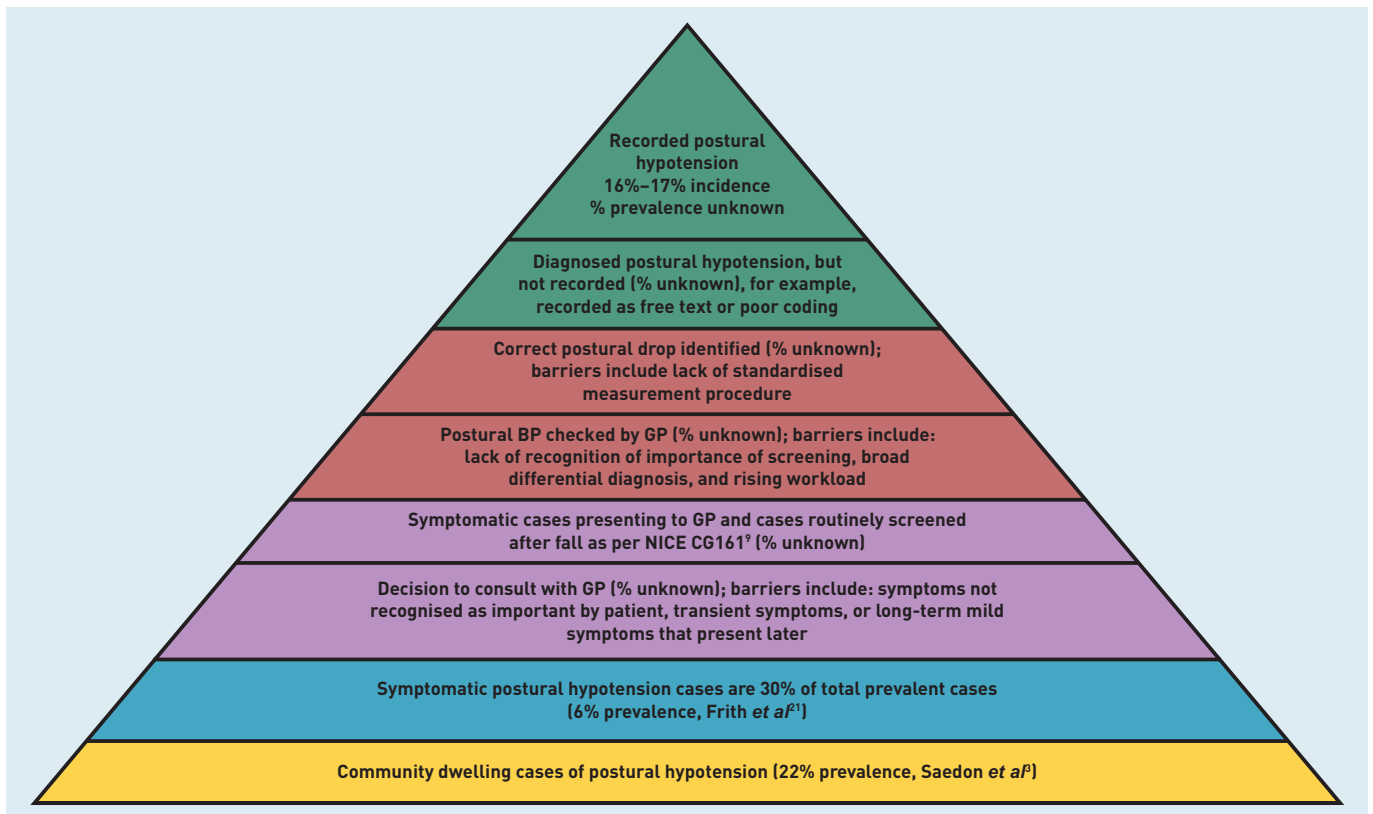 Recorded postural
hypotension
16%–17% incidence
% prevalence unknown
Diagnosed postural hypotension, but
not recorded (% unknown), for example,
recorded as free text or poor coding
Correct postural drop identified (% unknown);
barriers include lack of standardised
measurement procedure
Postural BP checked by GP (% unknown); barriers include:
lack of recognition of importance of screening, broad
differential diagnosis, and rising workload
Symptomatic cases presenting to GP and cases routinely screened
after fall as per NICE CG161⁹ (% unknown)
Decision to consult with GP (% unknown); barriers include: symptoms not
recognised as important by patient, transient symptoms, or long-term mild
symptoms that present later
Symptomatic postural hypotension cases are 30% of total prevalent cases
(6% prevalence, Frith et al²¹)
Community dwelling cases of postural hypotension (22% prevalence, Saedon et al³)